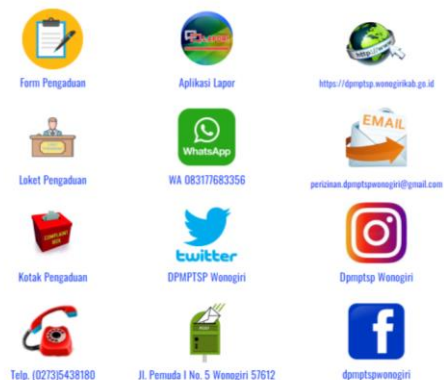 Form Pengaduan
Aplikasi Lapor
http://www
https://dpmptsp.wonogirikab.go.id
Loket Pengaduan
WhatsApp
WA 083177683356
EMAIL
perizinan.dpmptspwonogiri@gmail.com
COMPLAINT
BOX
Kotak Pengaduan
twitter
DPMPTSP Wonogiri
Dpmptsp Wonogiri
Telp. (0273)5438180
Jl. Pemuda I No. 5 Wonogiri 57612
f
dpmptspwonogiri